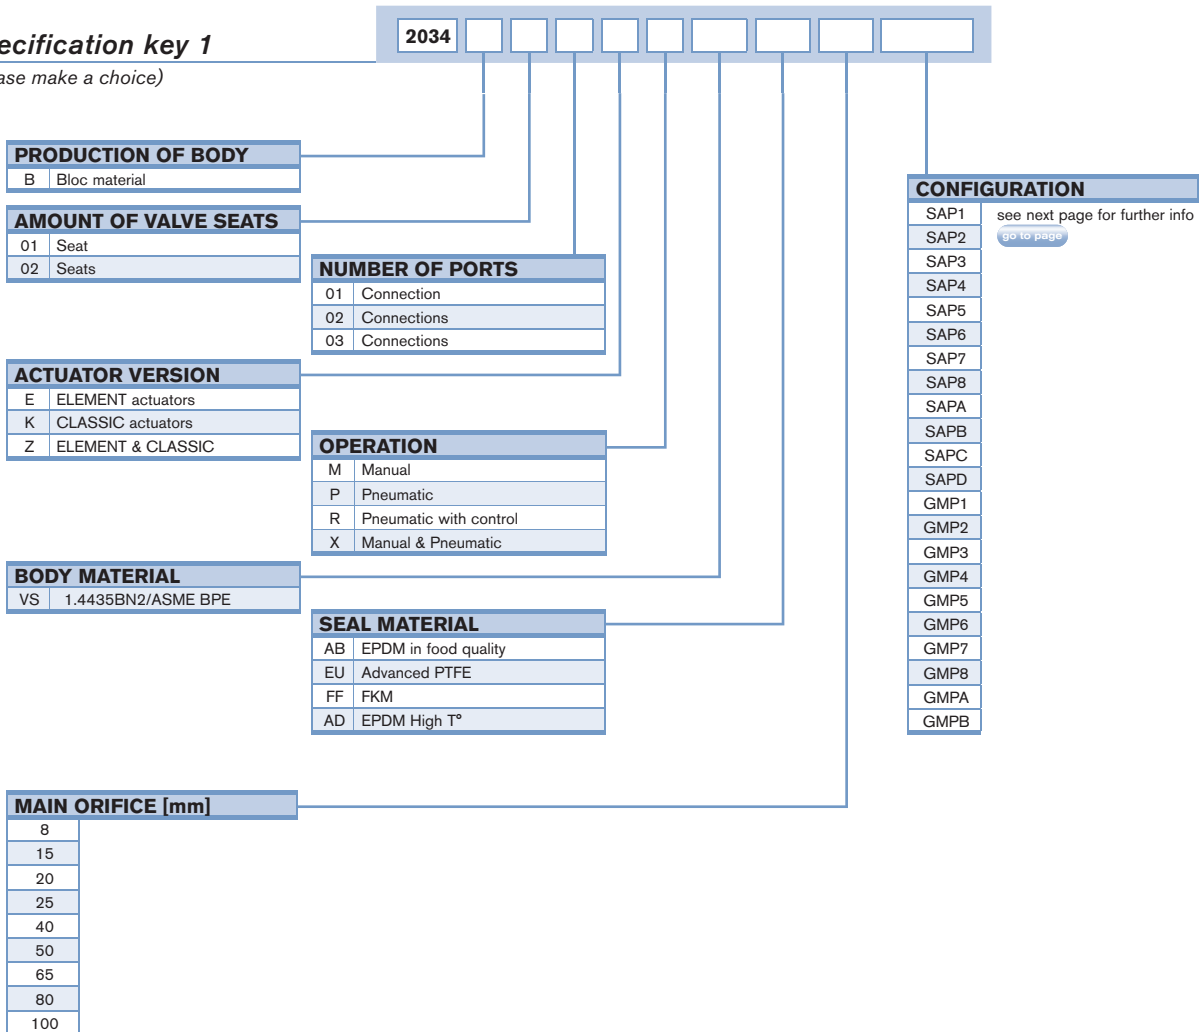 ecification key 1
ase make a choice)
2034
PRODUCTION OF BODY
B Bloc material
AMOUNT OF VALVE SEATS
01 Seat
02 Seats
NUMBER OF PORTS
01 Connection
02 Connections
03 Connections
ACTUATOR VERSION
E ELEMENT actuators
K CLASSIC actuators
Z ELEMENT & CLASSIC
OPERATION
M Manual
P Pneumatic
R Pneumatic with control
X Manual & Pneumatic
BODY MATERIAL
VS 1.4435BN2/ASME BPE
SEAL MATERIAL
AB EPDM in food quality
EU Advanced PTFE
FF FKM
AD EPDM High T°
MAIN ORIFICE [mm]
8
15
20
25
40
50
65
80
100
CONFIGURATION
SAP1 see next page for further info
SAP2 go to page
SAP3
SAP4
SAP5
SAP6
SAP7
SAP8
SAPA
SAPB
SAPC
SAPD
GMP1
GMP2
GMP3
GMP4
GMP5
GMP6
GMP7
GMP8
GMPA
GMPB